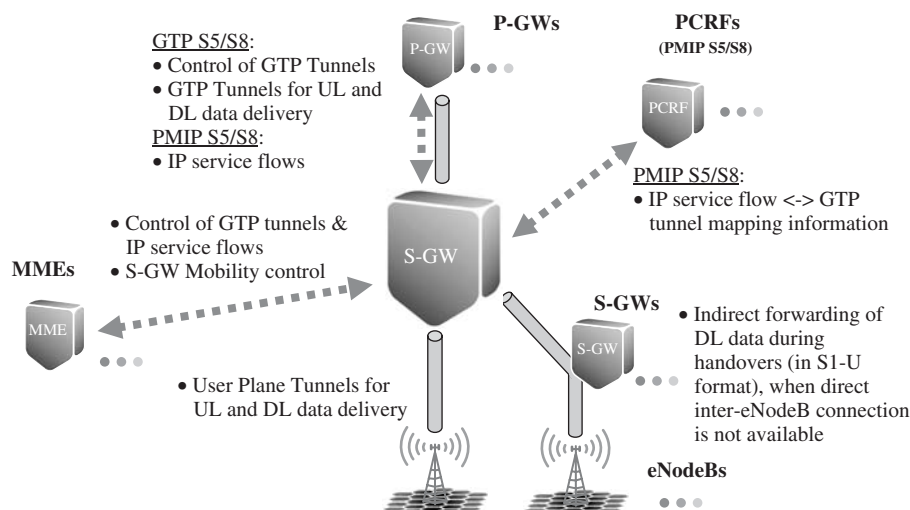 P-GWs
P-GW
GTP S5/S8:
• Control of GTP Tunnels
• GTP Tunnels for UL and
DL data delivery
PMIP S5/S8:
• IP service flows
PCRFs
(PMIP S5/S8)
PCRF
PMIP S5/S8:
• IP service flow <-> GTP
tunnel mapping information
• Control of GTP tunnels &
IP service flows
• S-GW Mobility control
S-GW
MMEs
MME
S-GWs
S-GW
• Indirect forwarding of
DL data during
handovers (in S1-U
format), when direct
inter-eNodeB connection
is not available
• User Plane Tunnels for
UL and DL data delivery
eNodeBs